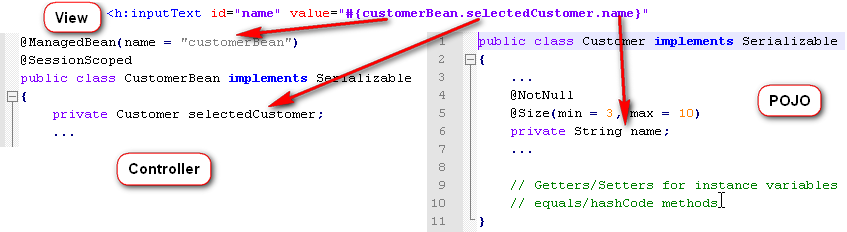 View
<h:inputText id="name" value="#{customerBean.selectedCustomer.name}"
@ManagedBean(name = "customerBean")
@SessionScoped
public class CustomerBean implements Serializable
{
private Customer selectedCustomer;
...
Controller
1 public class Customer implements Serializable
2 {
3 ...
4 @NotNull
5 @Size(min = 3, max = 10)
6 private String name;
7 ...
8
9 // Getters/Setters for instance variables
10 // equals/hashCode methods
11 }
POJO